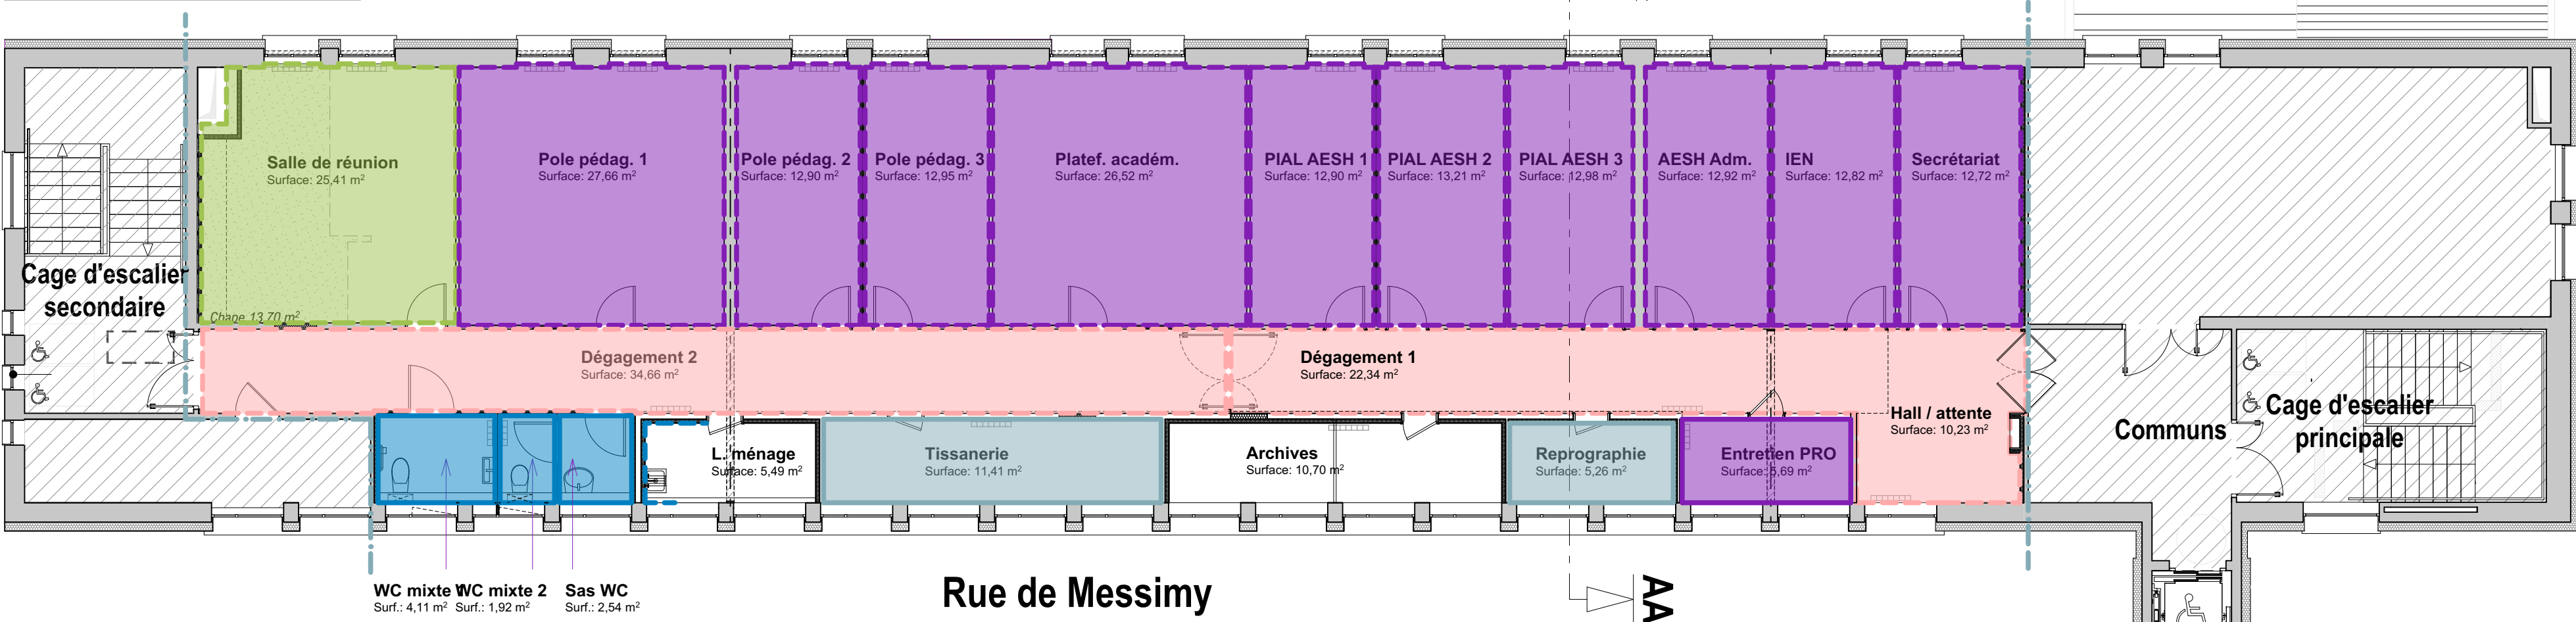 Salle de réunion
Surface: 25,41 m²
Pole pédag. 1
Surface: 27,66 m²
Pole pédag. 2
Surface: 12,90 m²
Pole pédag. 3
Surface: 12,95 m²
Platef. académ.
Surface: 26,52 m²
PIAL AESH 1
Surface: 12,90 m²
PIAL AESH 2
Surface: 13,21 m²
PIAL AESH 3
Surface: 12,98 m²
AESH Adm.
Surface: 12,92 m²
IEN
Surface: 12,82 m²
Secrétariat
Surface: 12,72 m²
Cage d'escalier
secondaire
Chape 13,70 m²
Dégagement 2
Surface: 34,66 m²
Dégagement 1
Surface: 22,34 m²
Hall / attente
Surface: 10,23 m²
Communs
Cage d'escalier
principale
L. ménage
Surface: 5,49 m²
Tissanerie
Surface: 11,41 m²
Archives
Surface: 10,70 m²
Reprographie
Surface: 5,26 m²
Entretien PRO
Surface: 5,69 m²
WC mixte 1
Surf.: 4,11 m²
WC mixte 2
Surf.: 1,92 m²
Sas WC
Surf.: 2,54 m²
Rue de Messimy
AA